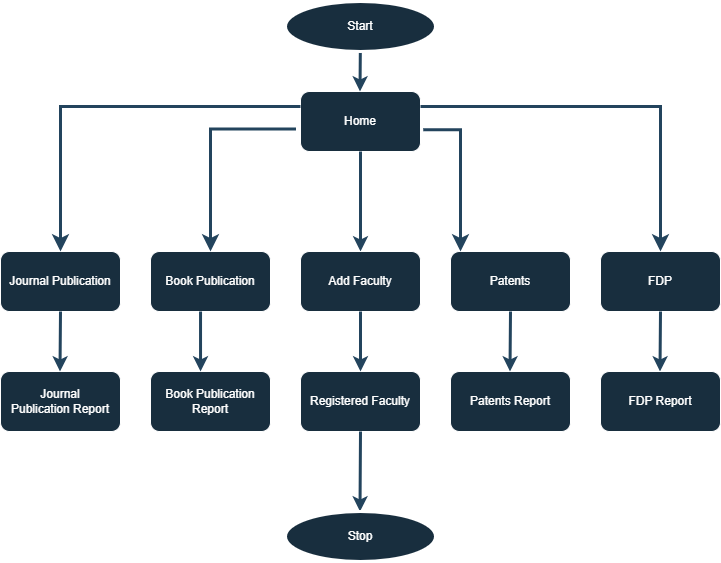 Start
Home
Journal Publication
Book Publication
Add Faculty
Patents
FDP
Journal
Publication Report
Book Publication
Report
Registered Faculty
Patents Report
FDP Report
Stop